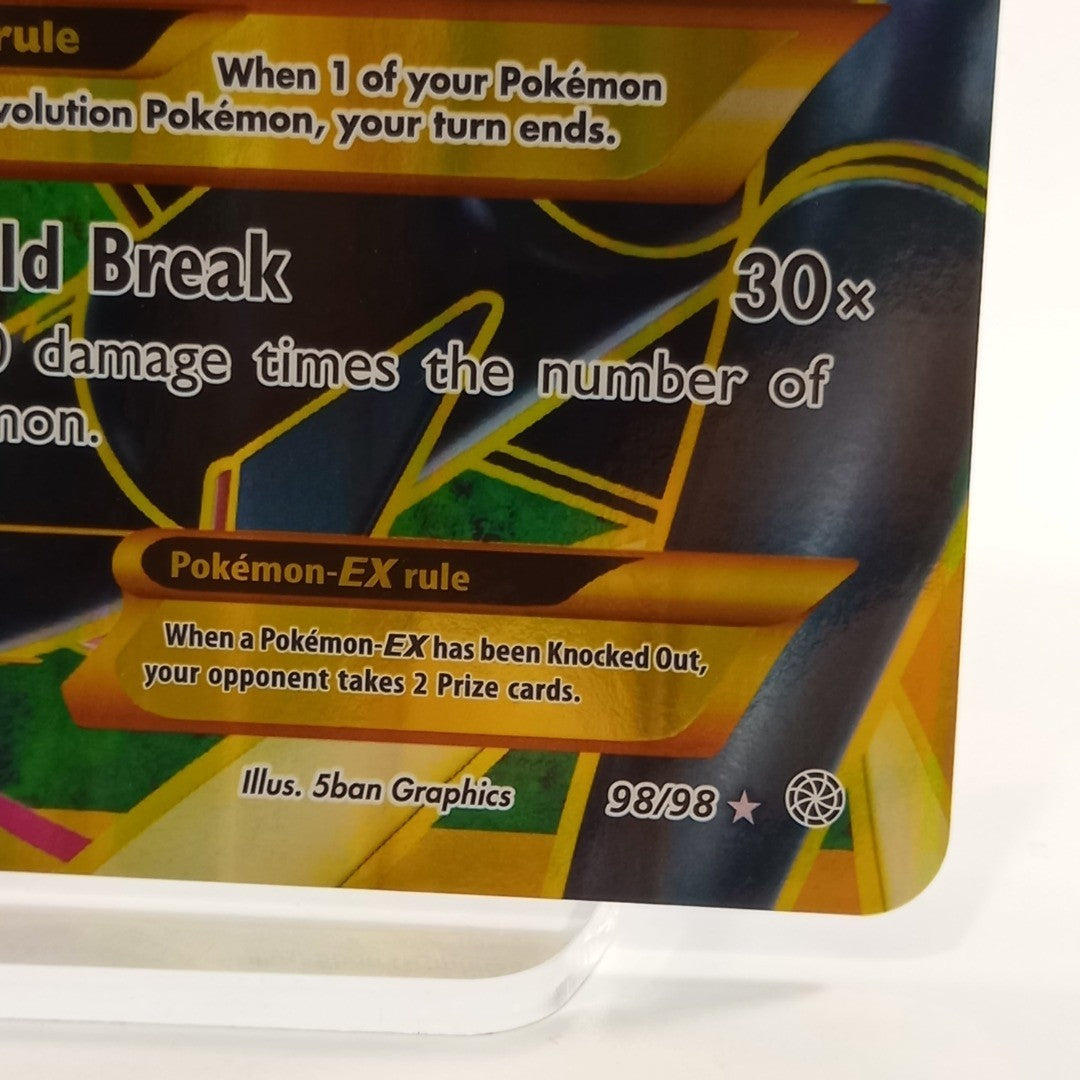 rule
When 1 of your Pokémon
volution Pokémon, your turn ends.
ld Break 30×
damage times the number of
mon.
Pokémon-EX rule
When a Pokémon-EX has been Knocked Out,
your opponent takes 2 Prize cards.
Illus. 5ban Graphics 98/98 ★